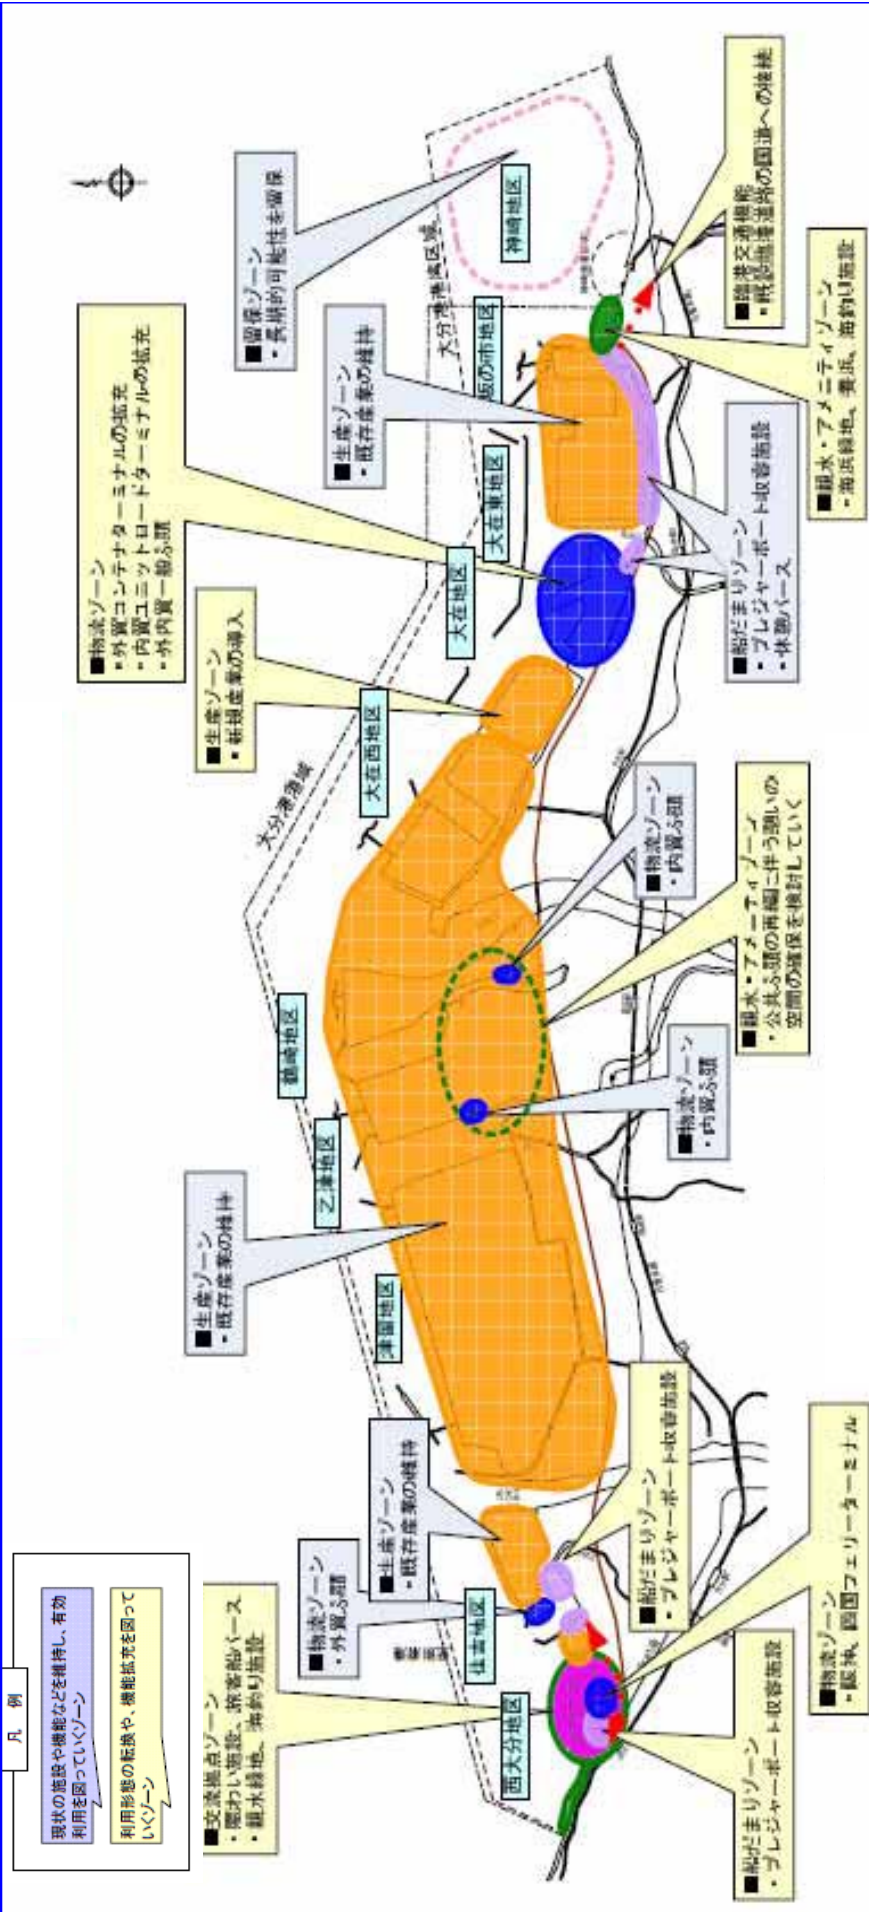 凡 例
現状の施設や機能などを維持し、有効
利用を図っていくゾーン
利用形態の転換や、機能拡充を図って
いくゾーン
■交流拠点ゾーン
・賑わい施設、旅客船バース
・親水緑地、海釣り施設
■物流ゾーン
・外貿ふ頭
■生産ゾーン
・既存産業の維持
■生産ゾーン
・既存産業の維持
■生産ゾーン
・新規産業の導入
■物流ゾーン
・外貿コンテナターミナルの拡充
・内貿ユニットロードターミナルの拡充
・外内貿一般ふ頭
■生産ゾーン
・既存産業の維持
■留保ゾーン
・長期的可能性を留保
西大分地区
住吉地区
津留地区
乙津地区
鶴崎地区
大在西地区
大在地区
大在東地区
坂の市地区
神崎地区
大分港港域
大分港港湾区域
■船だまりゾーン
・プレジャーボート収容施設
■物流ゾーン
・阪神、四国フェリーターミナル
■船だまりゾーン
・プレジャーボート収容施設
■物流ゾーン
・内貿ふ頭
■親水・アメニティゾーン
・公共ふ頭の再編に伴う憩いの
空間の確保を検討していく
■物流ゾーン
・内貿ふ頭
■船だまりゾーン
・プレジャーボート収容施設
・休憩バース
■親水・アメニティゾーン
・海浜緑地、養浜、海釣り施設
■臨港交通機能
・既設臨港道路の国道への接続